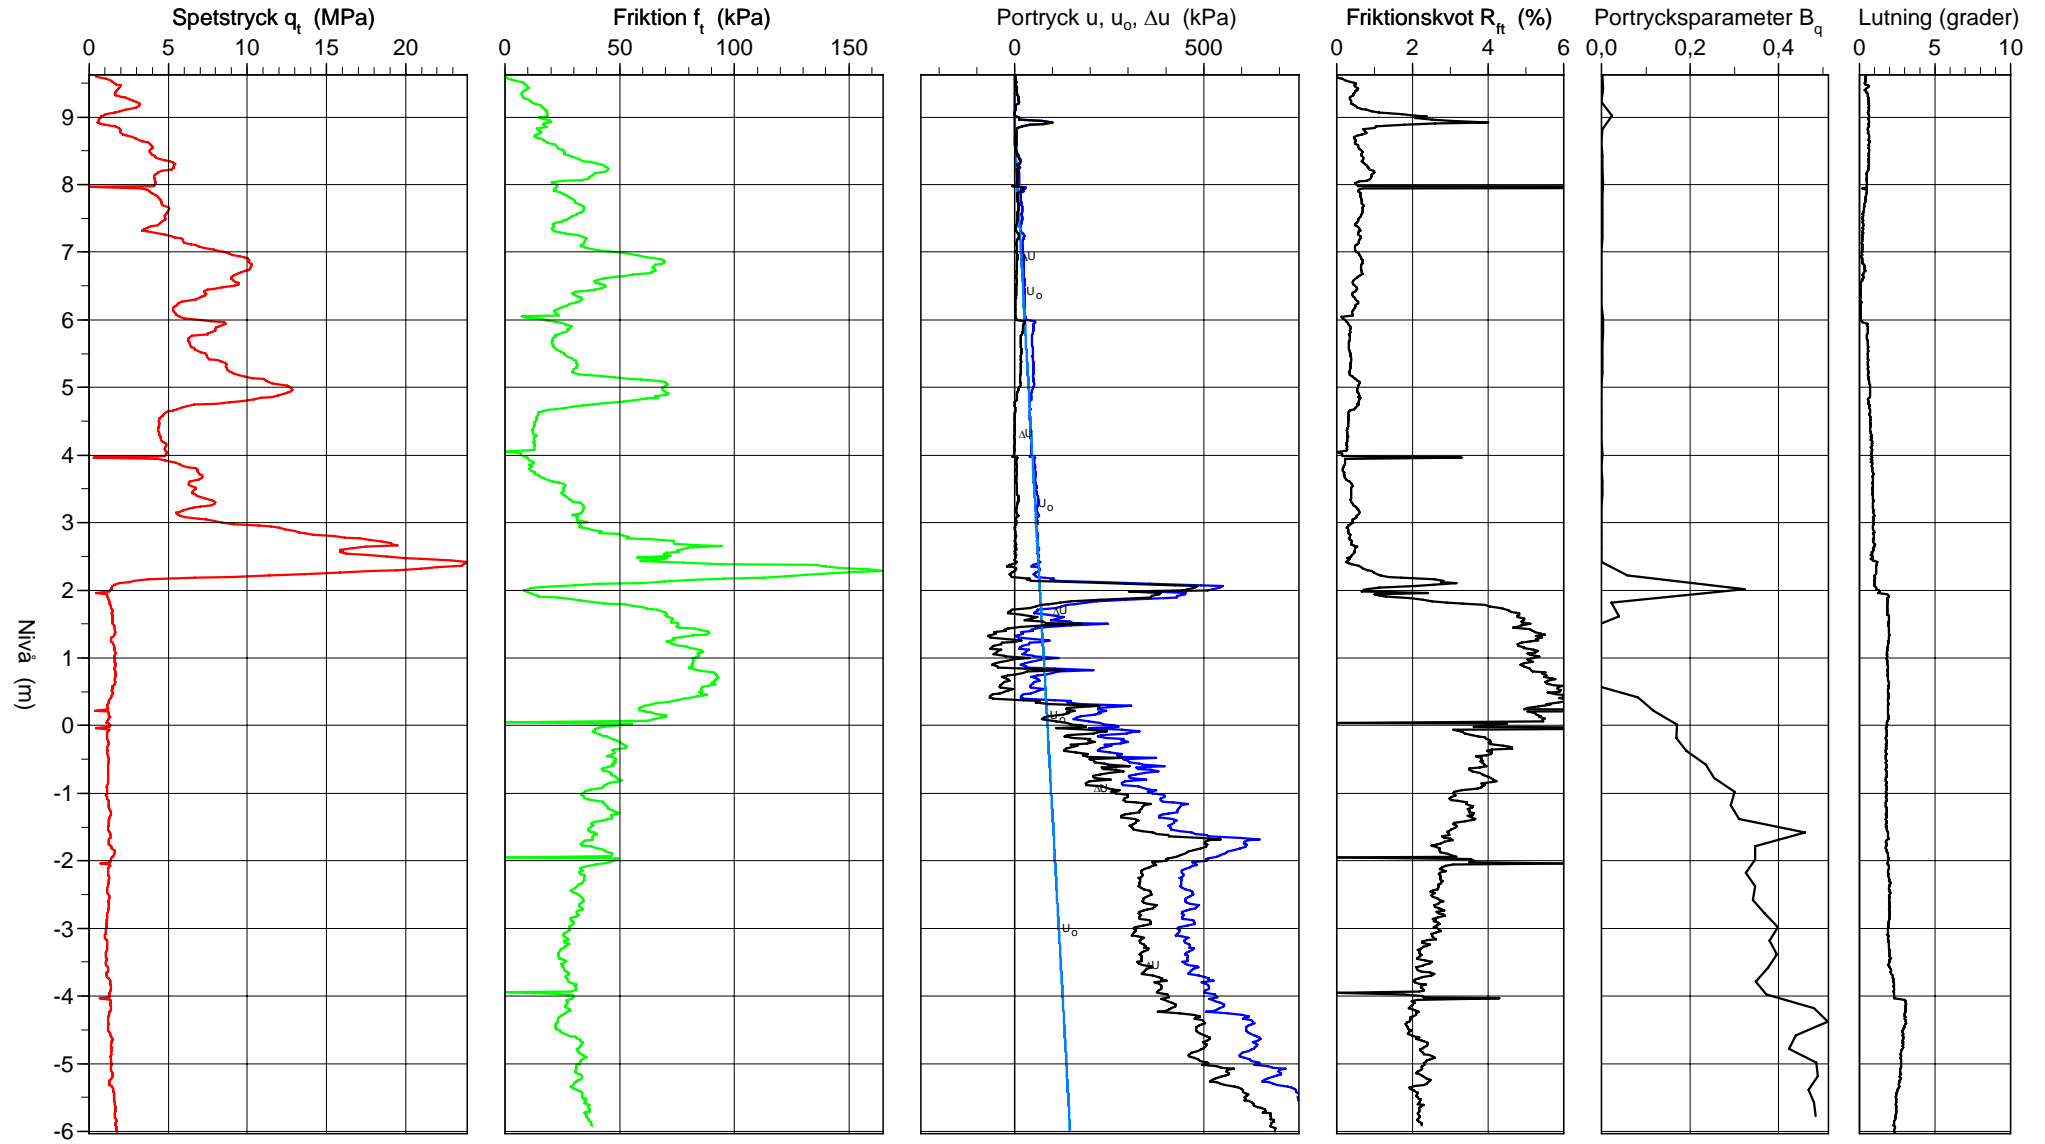 Spetstryck qt (MPa) Friktion ft (kPa) Portryck u, uo, Δu (kPa) Friktionskvot Rft (%) Portrycksparameter Bq Lutning (grader)
0 5 10 15 20 0 50 100 150 0 500 0 2 4 6 0,0 0,2 0,4 0 5 10
9
8
7
ΔU
Uo
6
5
ΔU
4
Uo
3
2
ΔU
Nivå (m)
1
Uo
0
ΔU
-1
-2
Uo
-3
ΔU
-4
-5
-6